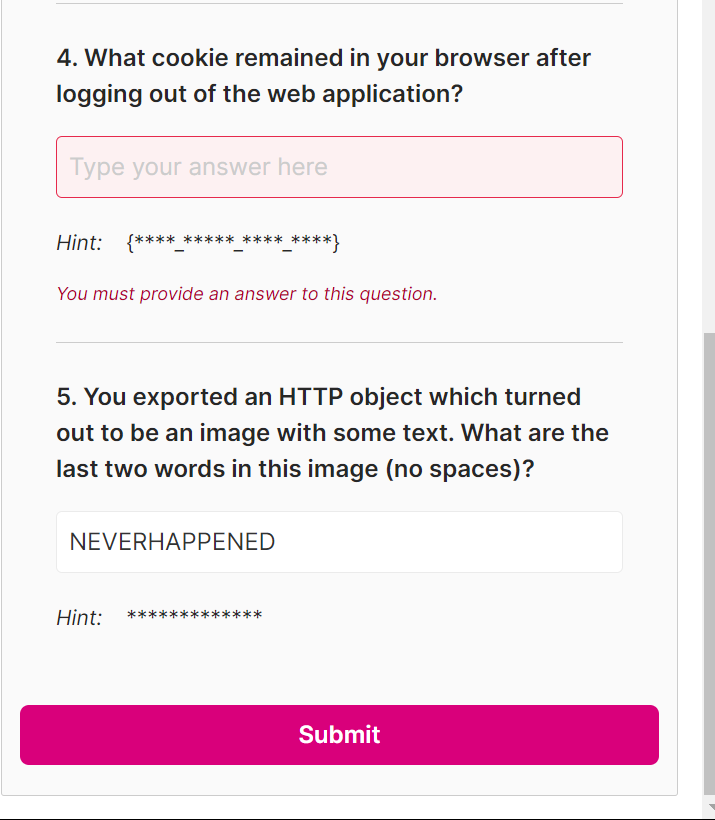 4. What cookie remained in your browser after
logging out of the web application?
Type your answer here
Hint: {****_*****_****_****}
You must provide an answer to this question.
5. You exported an HTTP object which turned
out to be an image with some text. What are the
last two words in this image (no spaces)?
NEVERHAPPENED
Hint: *************
Submit